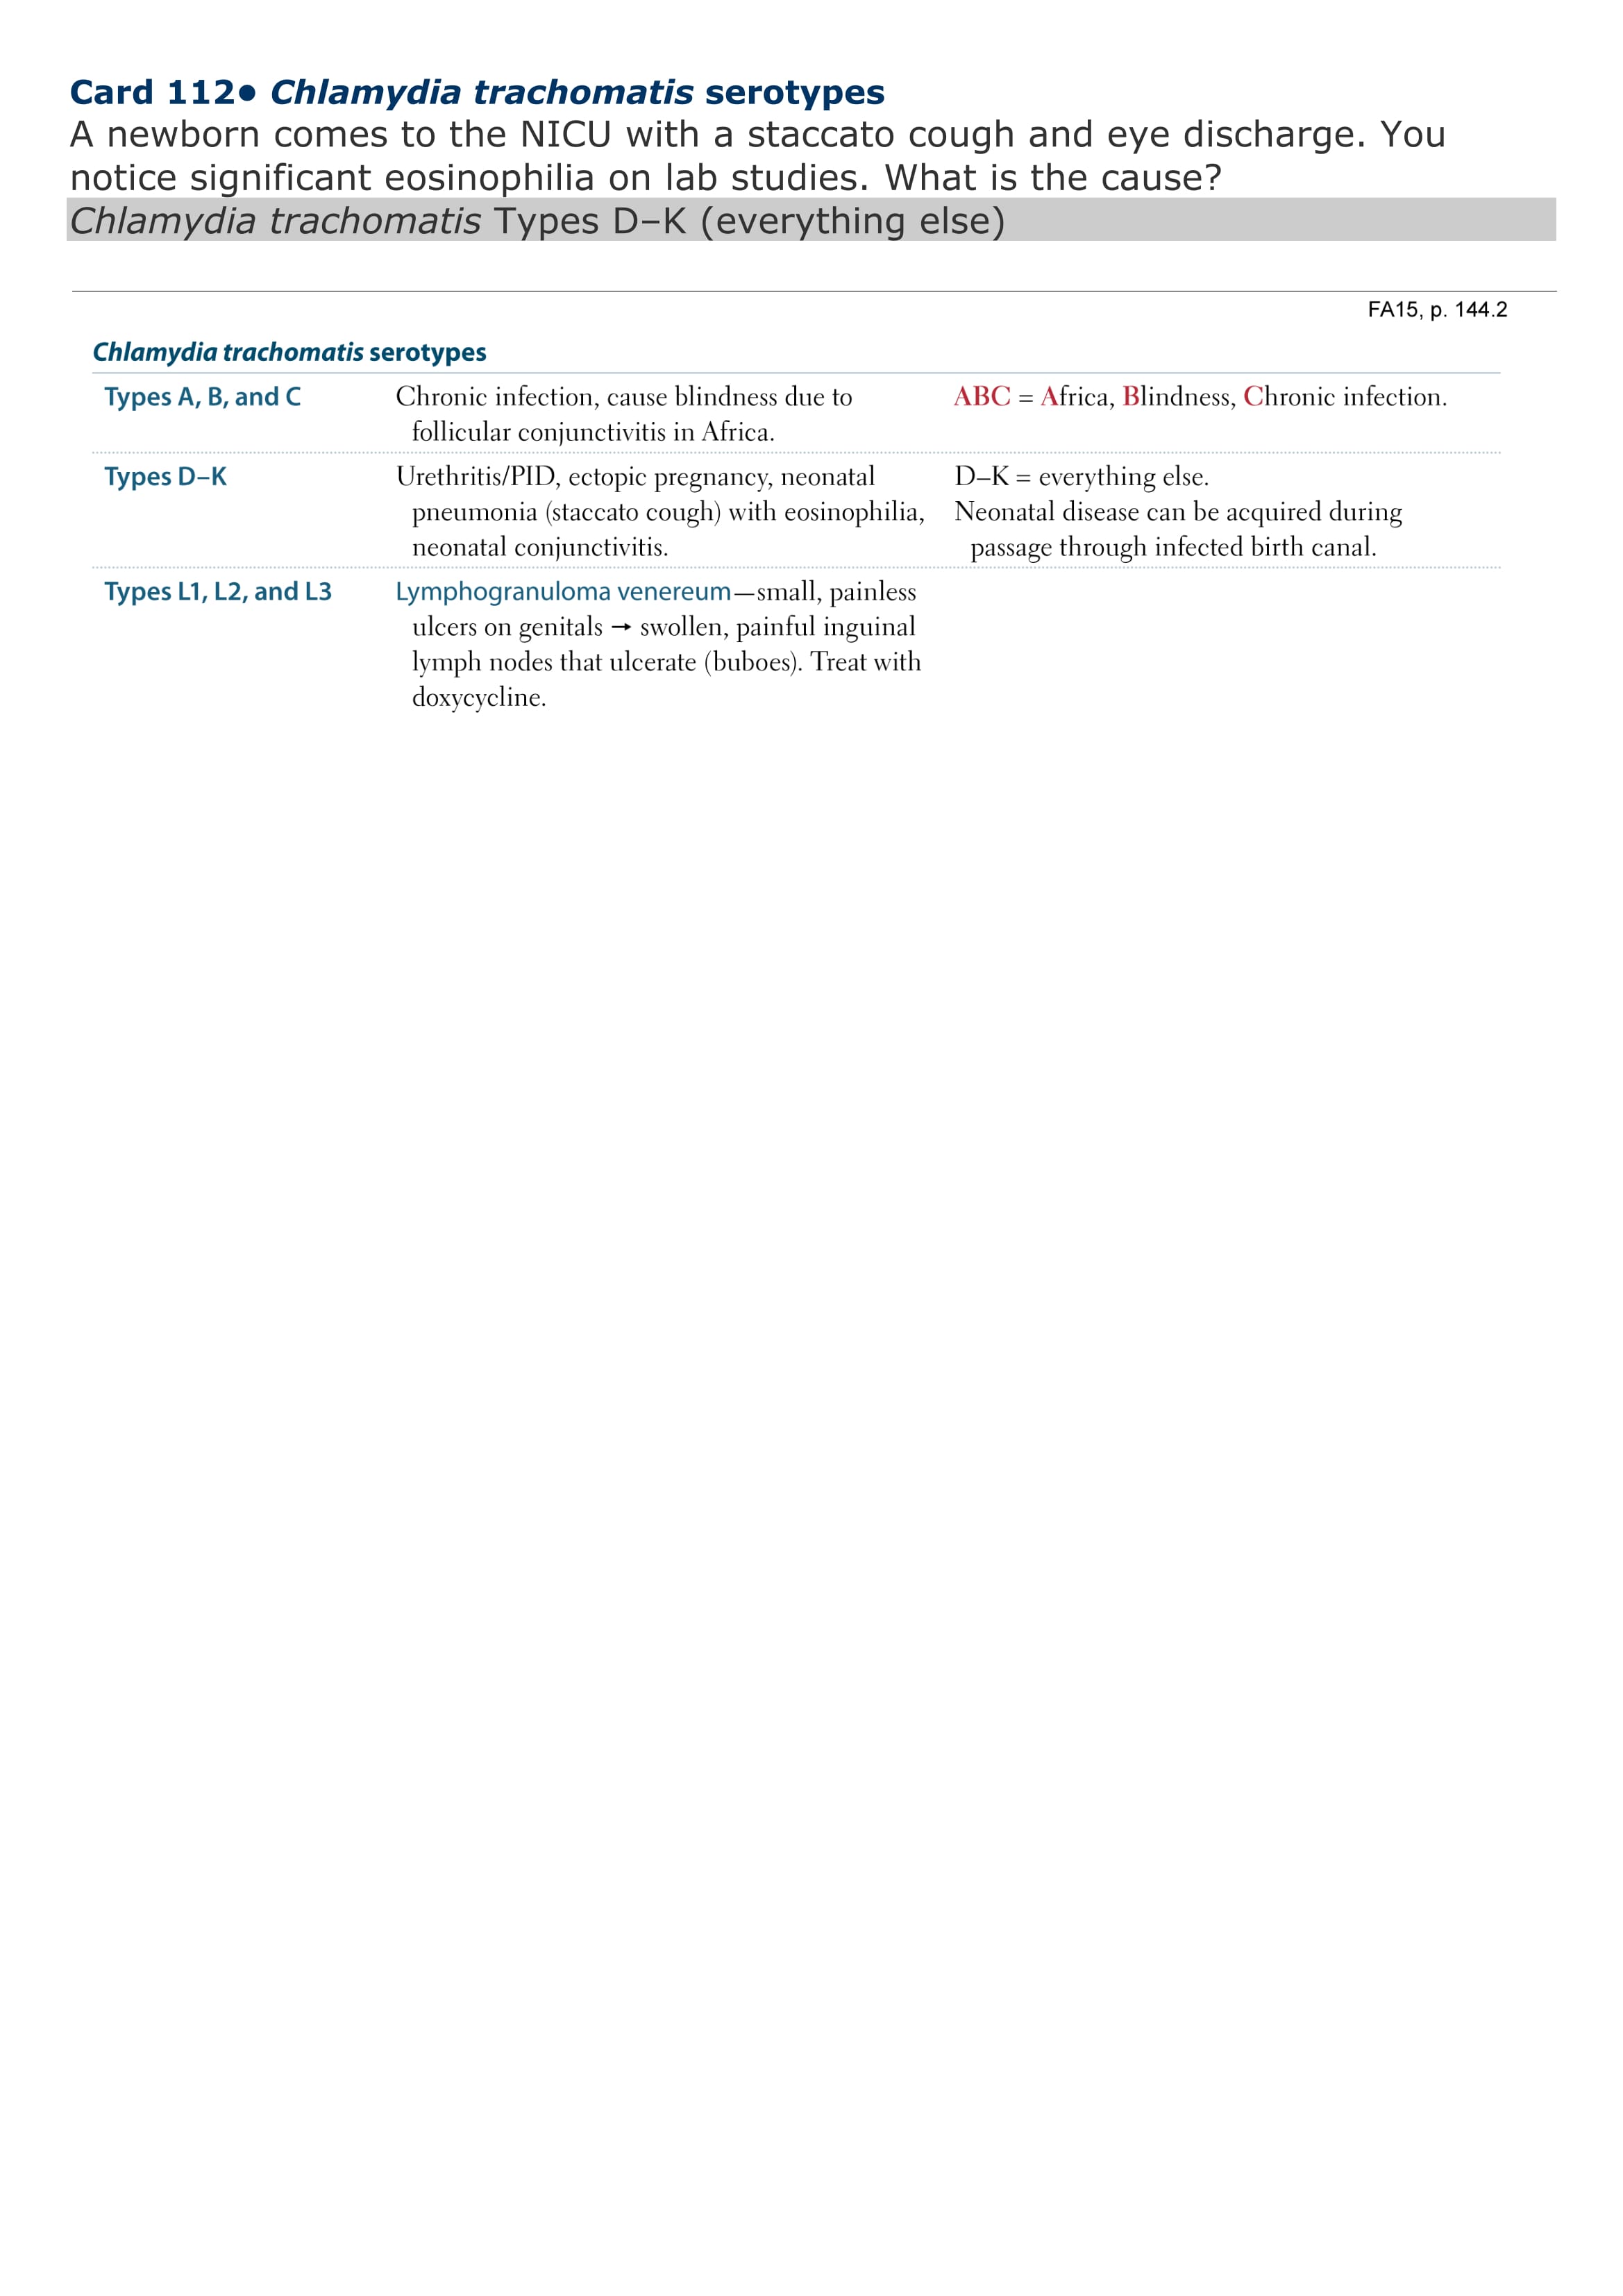 Card 112● Chlamydia trachomatis serotypes
A newborn comes to the NICU with a staccato cough and eye discharge. You
notice significant eosinophilia on lab studies. What is the cause?
Chlamydia trachomatis Types D–K (everything else)
FA15, p. 144.2
Chlamydia trachomatis serotypes
Types A, B, and C
Chronic infection, cause blindness due to
follicular conjunctivitis in Africa.
ABC = Africa, Blindness, Chronic infection.
Types D–K
Urethritis/PID, ectopic pregnancy, neonatal
pneumonia (staccato cough) with eosinophilia,
neonatal conjunctivitis.
D–K = everything else.
Neonatal disease can be acquired during
passage through infected birth canal.
Types L1, L2, and L3
Lymphogranuloma venereum—small, painless
ulcers on genitals → swollen, painful inguinal
lymph nodes that ulcerate (buboes). Treat with
doxycycline.